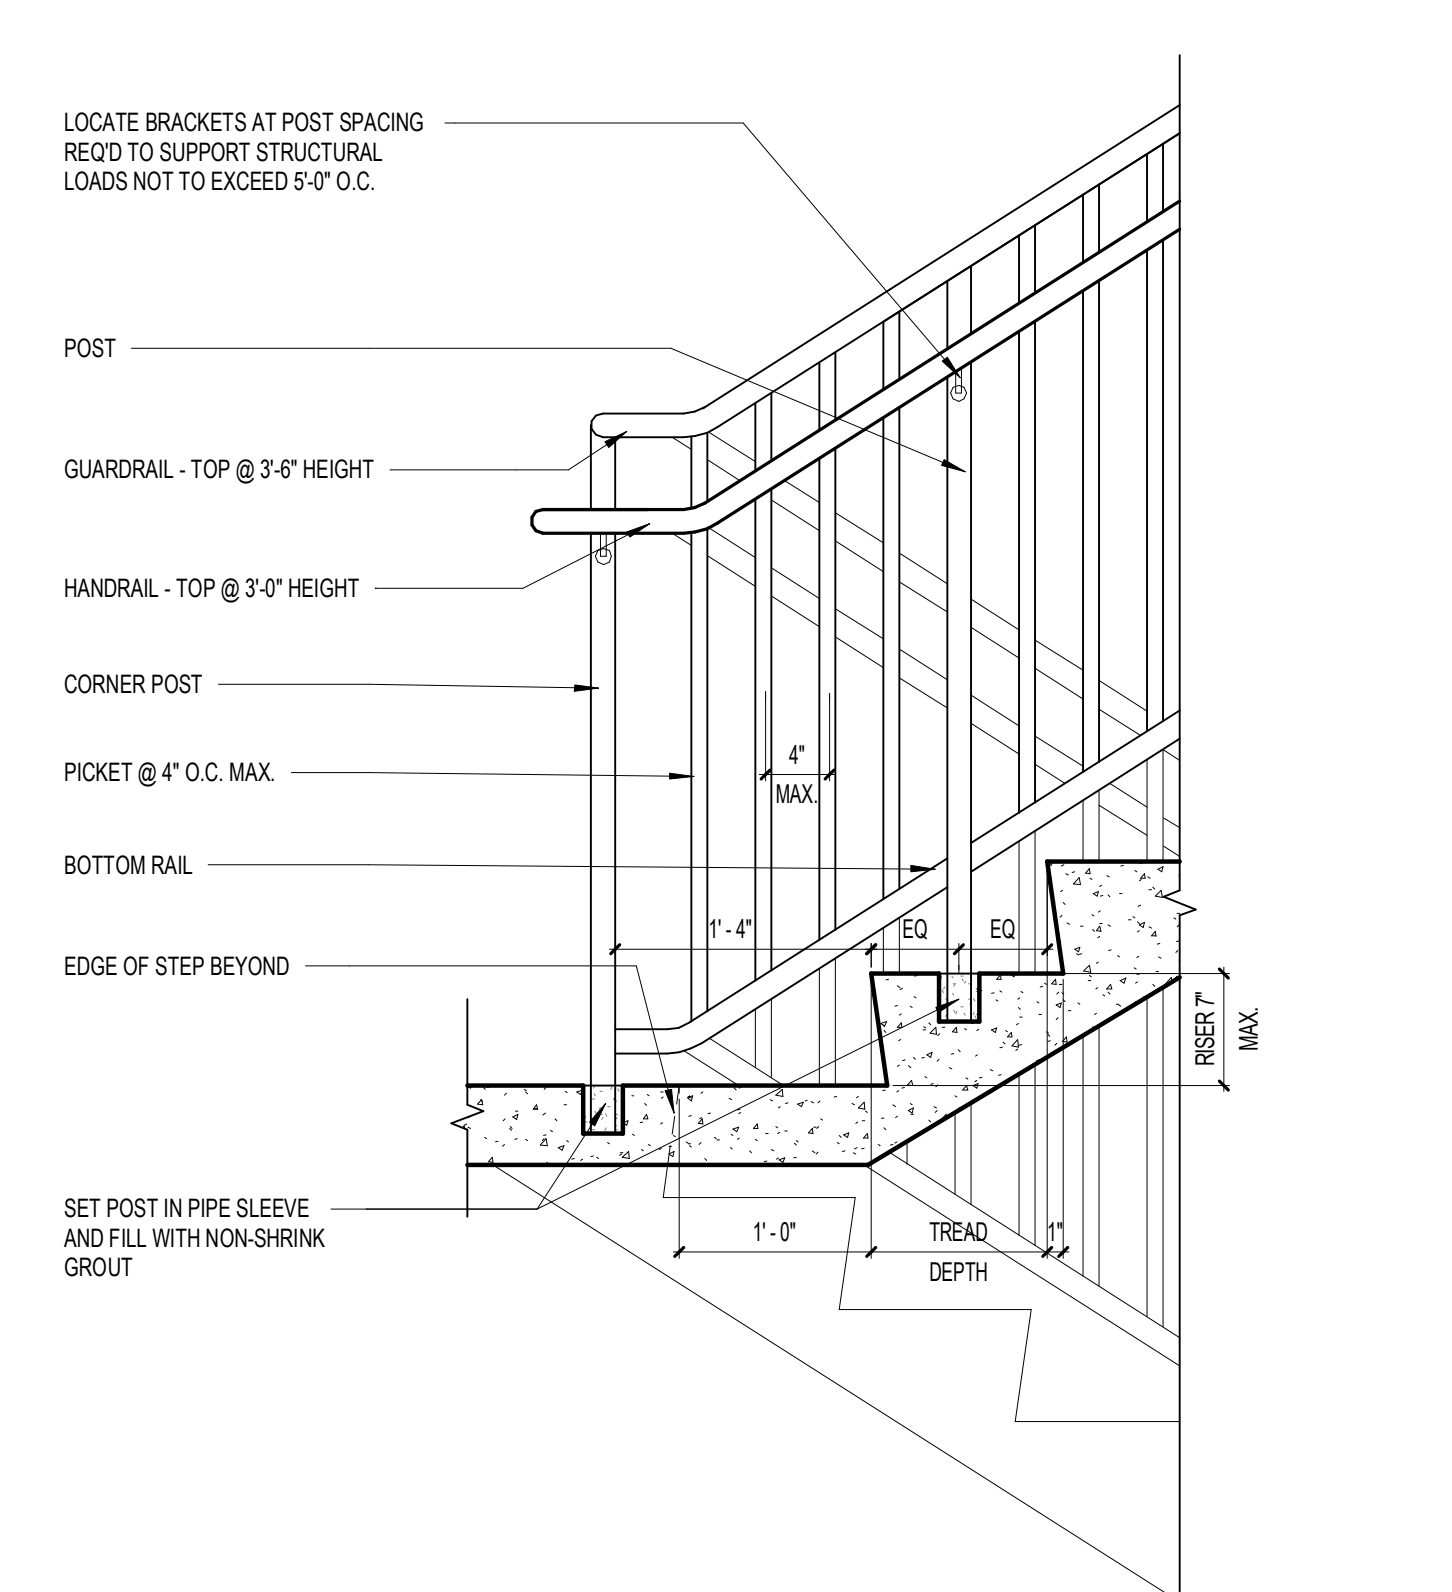 LOCATE BRACKETS AT POST SPACING
REQ'D TO SUPPORT STRUCTURAL
LOADS NOT TO EXCEED 5'-0" O.C.
POST
GUARDRAIL - TOP @ 3'-6" HEIGHT
HANDRAIL - TOP @ 3'-0" HEIGHT
CORNER POST
PICKET @ 4" O.C. MAX.
4"
MAX.
BOTTOM RAIL
1' - 4"
EQ
EQ
EDGE OF STEP BEYOND
RISER 7"
MAX.
SET POST IN PIPE SLEEVE
AND FILL WITH NON-SHRINK
GROUT
1' - 0"
TREAD
DEPTH
1"